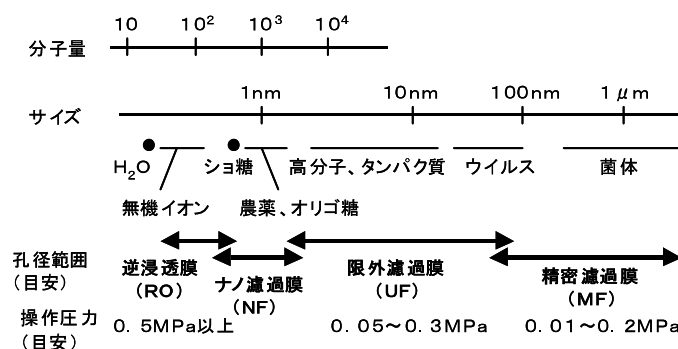 10 10² 10³ 10⁴
分子量
1nm 10nm 100nm 1μm
サイズ
H₂O ショ糖 高分子、タンパク質 ウイルス 菌体
無機イオン 農薬、オリゴ糖
孔径範囲
(目安)
逆浸透膜
(RO)
ナノ濾過膜
(NF)
限外濾過膜
(UF)
精密濾過膜
(MF)
操作圧力
(目安)
0.5MPa以上 0.05～0.3MPa 0.01～0.2MPa